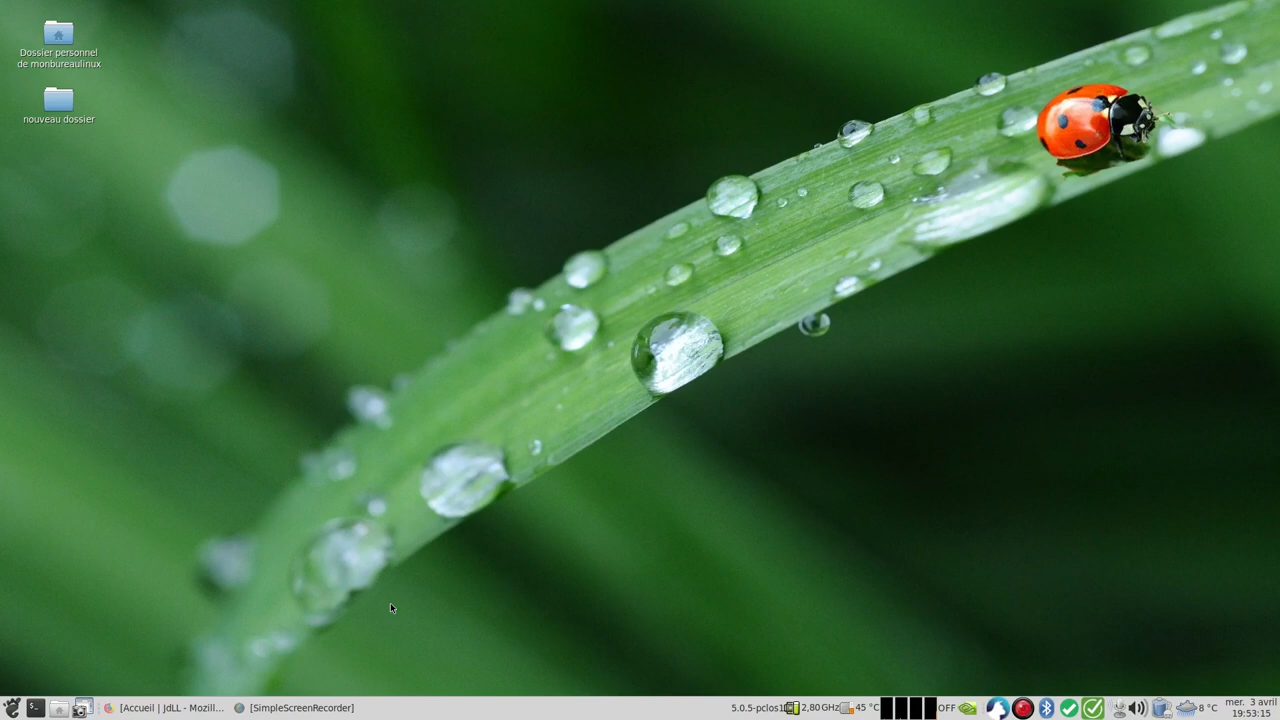 Dossier personnel
de monbureaulinux
nouveau dossier
[Accueil | JdLL - Mozill...
[SimpleScreenRecorder]
5.0.5-pclos1
2,80 GHz
45 °C
OFF
8 °C
mer. 3 avril
19:53:15